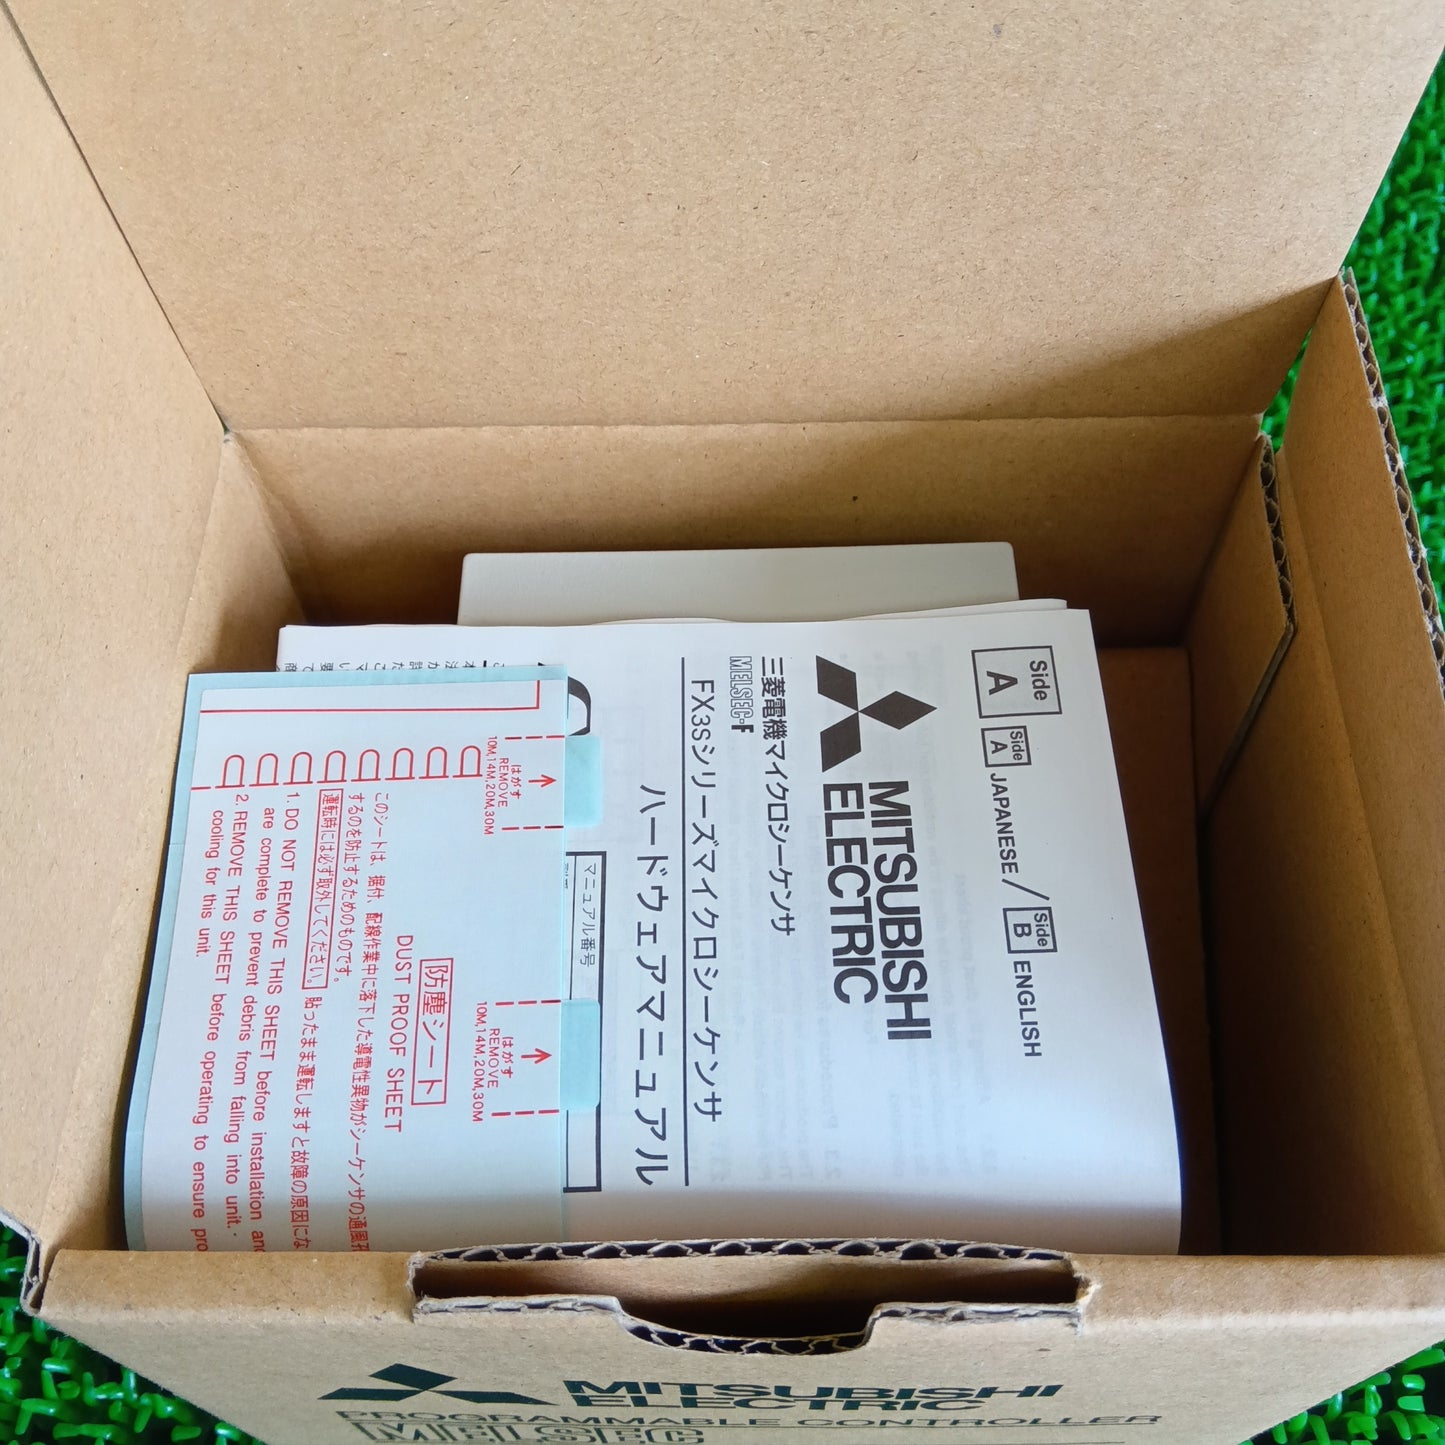 Side
A
Side
A
JAPANESE
/
Side
B
ENGLISH
MITSUBISHI
ELECTRIC
三菱電機マイクロシーケンサ
MELSEC-F
FX3Sシリーズマイクロシーケンサ
ハードウェアマニュアル
マニュアル番号
はがす
REMOVE
10M,14M,20M,30M
はがす
REMOVE
10M,14M,20M,30M
防塵シート
DUST PROOF SHEET
このシートは、据付、配線作業中に落下した導電性異物がシーケンサの通風孔
するのを防止するためのものです。
運転時には必ず取外してください。 貼ったまま運転しますと故障の原因にな
1. DO NOT REMOVE THIS SHEET before installation and
are complete to prevent debris from falling into unit.
2. REMOVE THIS SHEET before operating to ensure pro
cooling for this unit.
MITSUBISHI
ELECTRIC
PROGRAMMABLE CONTROLLER
MELSEC